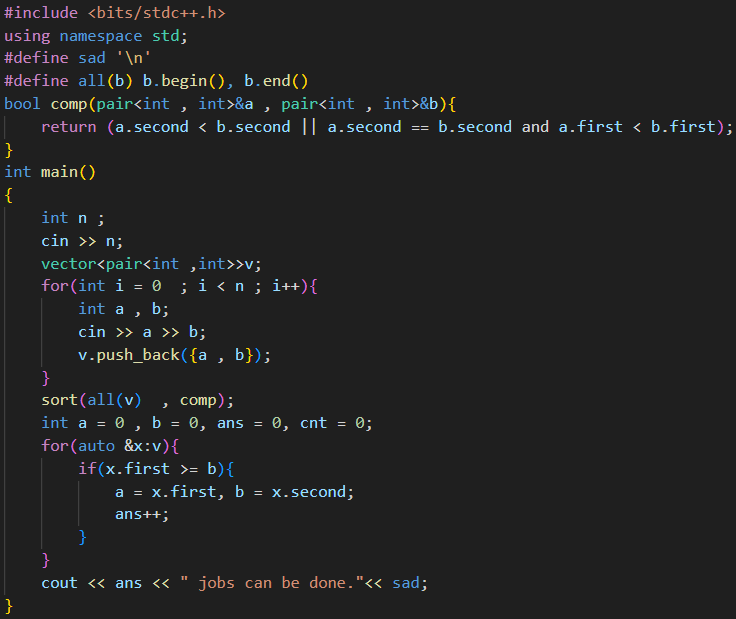 #include <bits/stdc++.h>
using namespace std;
#define sad '\n'
#define all(b) b.begin(), b.end()
bool comp(pair<int , int>&a , pair<int , int>&b){
    return (a.second < b.second || a.second == b.second and a.first < b.first);
}
int main()
{
    int n ;
    cin >> n;
    vector<pair<int ,int>>v;
    for(int i = 0  ; i < n ; i++){
        int a , b;
        cin >> a >> b;
        v.push_back({a , b});
    }
    sort(all(v)  , comp);
    int a = 0 , b = 0, ans = 0, cnt = 0;
    for(auto &x:v){
        if(x.first >= b){
            a = x.first, b = x.second;
            ans++;
        }
    }
    cout << ans << " jobs can be done."<< sad;
}